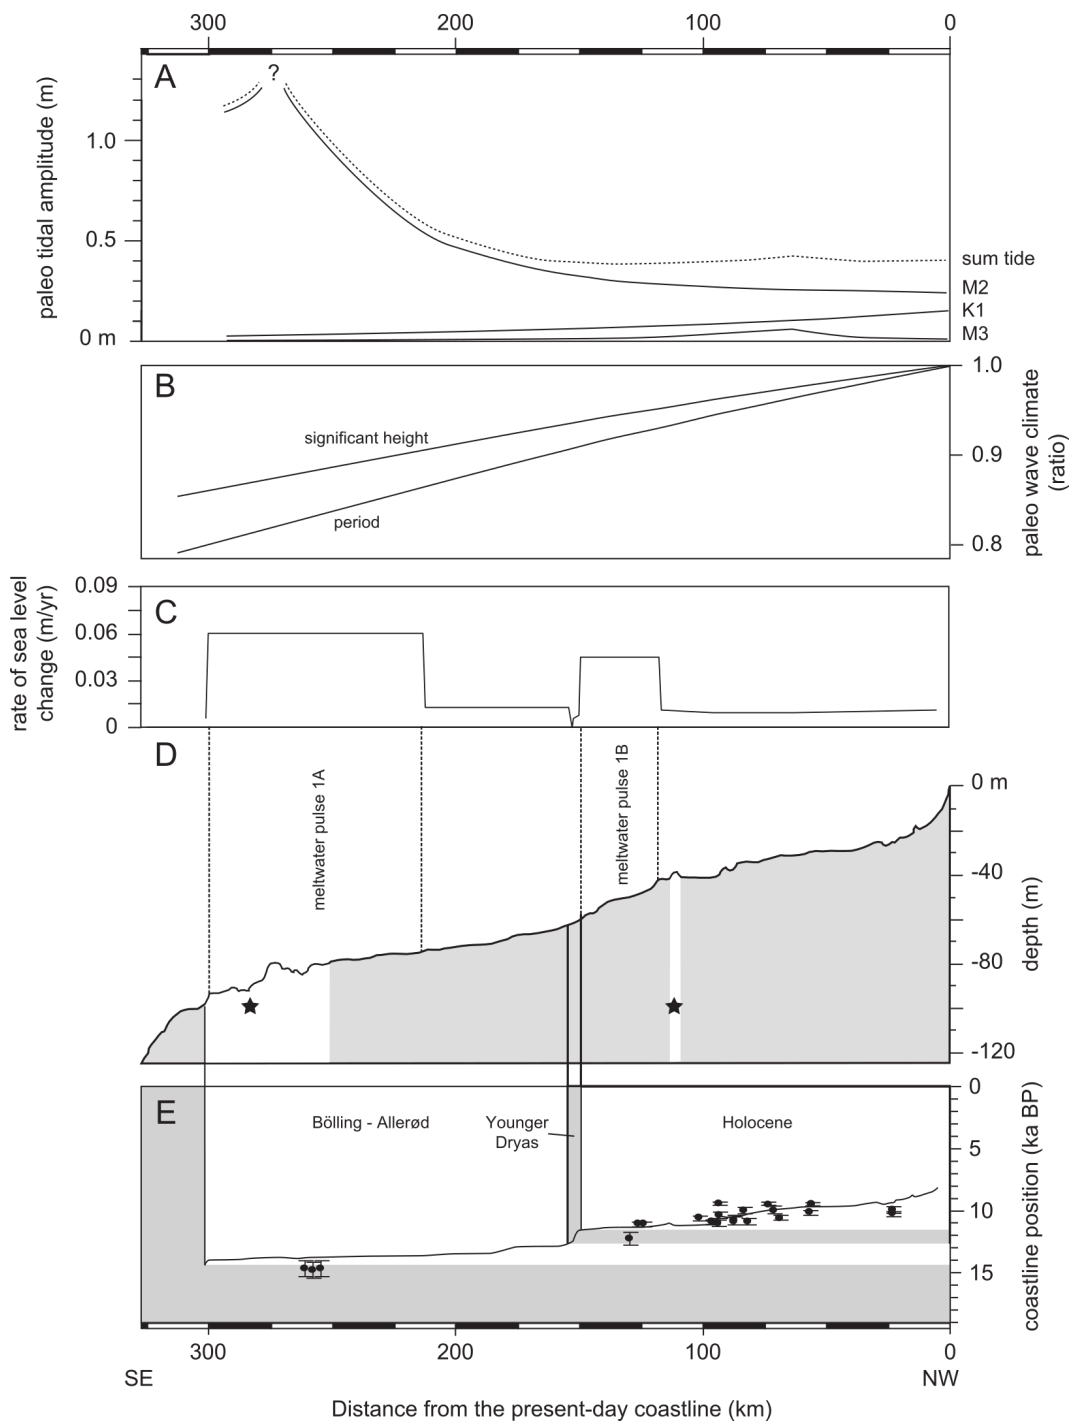 300 200 100 0
A
?
paleo tidal amplitude (m)
1.0
0.5
0 m
sum tide
M2
K1
M3
B
significant height
period
1.0
0.9
0.8
paleo wave climate
(ratio)
C
rate of sea level
change (m/yr)
0.09
0.06
0.03
0
D
meltwater pulse 1A
meltwater pulse 1B
0 m
-40
-80
-120
depth (m)
E
Bölling - Allerød
Younger
Dryas
Holocene
0
5
10
15
coastline position (ka BP)
300 200 100 0
SE NW
Distance from the present-day coastline (km)